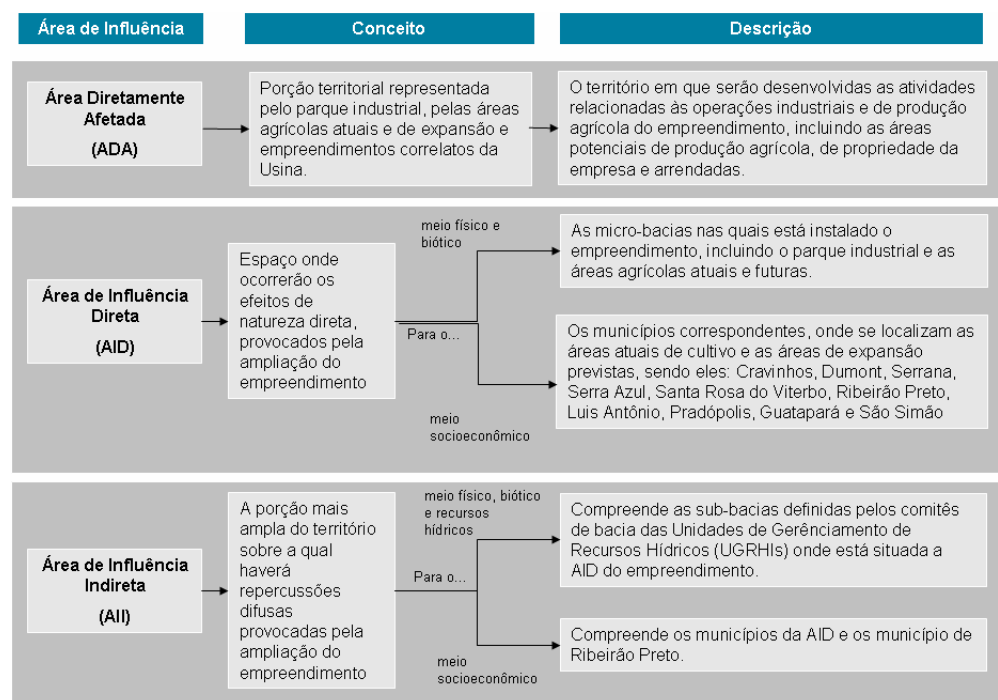 Área de Influência
Conceito
Descrição
Área Diretamente
Afetada
(ADA)
Porção territorial representada
pelo parque industrial, pelas áreas
agrícolas atuais e de expansão e
empreendimentos correlatos da
Usina.
O território em que serão desenvolvidas as atividades
relacionadas às operações industriais e de produção
agrícola do empreendimento, incluindo as áreas
potenciais de produção agrícola, de propriedade da
empresa e arrendadas.
Área de Influência
Direta
(AID)
Espaço onde
ocorrerão os
efeitos de
natureza direta,
provocados pela
ampliação do
empreendimento
Para o...
meio físico e
biótico
As micro-bacias nas quais está instalado o
empreendimento, incluindo o parque industrial e as
áreas agrícolas atuais e futuras.
meio
socioeconômico
Os municípios correspondentes, onde se localizam as
áreas atuais de cultivo e as áreas de expansão
previstas, sendo eles: Cravinhos, Dumont, Serrana,
Serra Azul, Santa Rosa do Viterbo, Ribeirão Preto,
Luis Antônio, Pradópolis, Guatapará e São Simão
Área de Influência
Indireta
(AII)
A porção mais
ampla do território
sobre a qual
haverá
repercussões
difusas
provocadas pela
ampliação do
empreendimento
Para o...
meio físico, biótico
e recursos
hídricos
Compreende as sub-bacias definidas pelos comitês
de bacia das Unidades de Gerênciamento de
Recursos Hídricos (UGRHIs) onde está situada a
AID do empreendimento.
meio
socioeconômico
Compreende os municípios da AID e os município de
Ribeirão Preto.